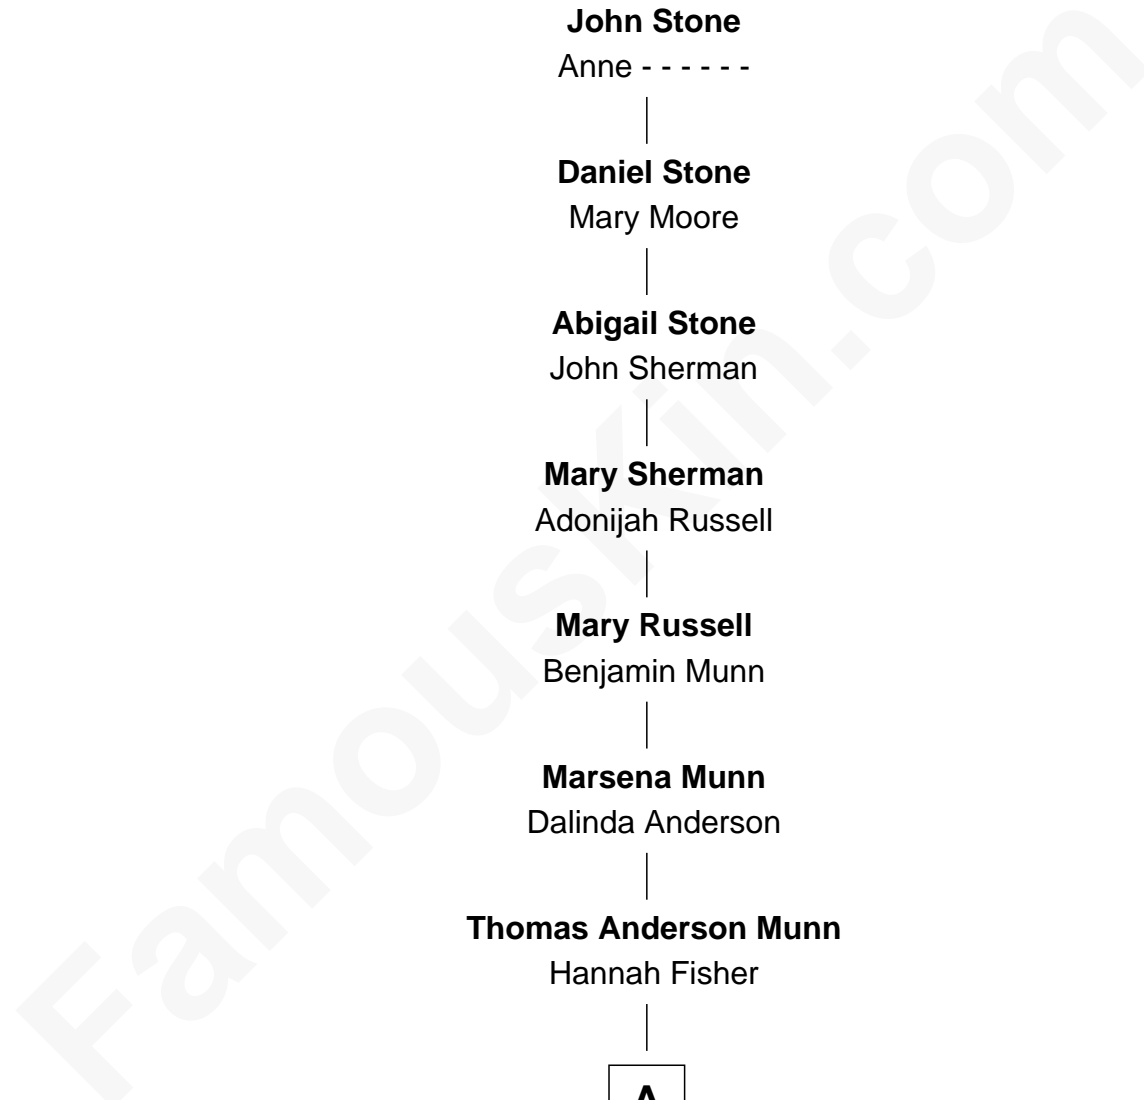 John Stone
Anne - - - - - -
Daniel Stone
Mary Moore
Abigail Stone
John Sherman
Mary Sherman
Adonijah Russell
Mary Russell
Benjamin Munn
Marsena Munn
Dalinda Anderson
Thomas Anderson Munn
Hannah Fisher
A
FamousKin.com